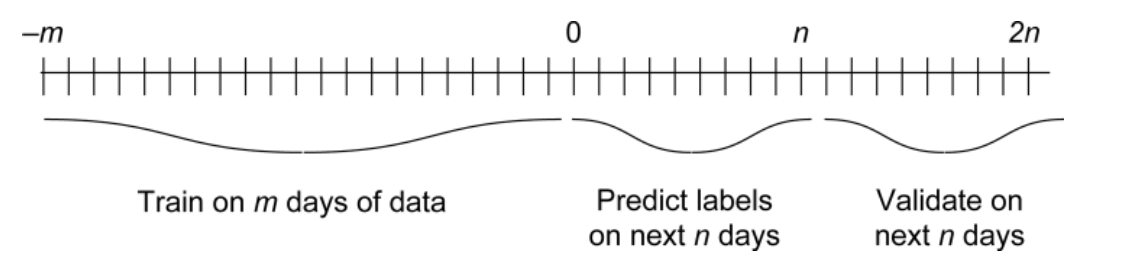 –m 0 n 2n
Train on m days of data
Predict labels
on next n days
Validate on
next n days